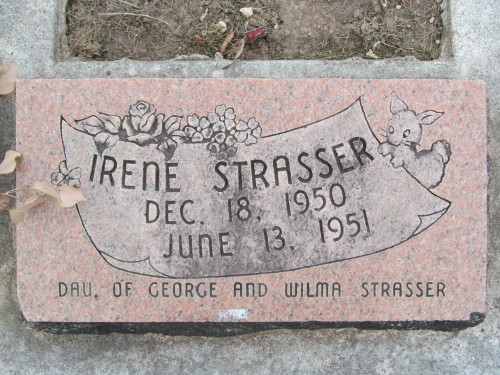 IRENE STRASSER
DEC. 18, 1950
JUNE 13, 1951
DAU. OF GEORGE AND WILMA STRASSER